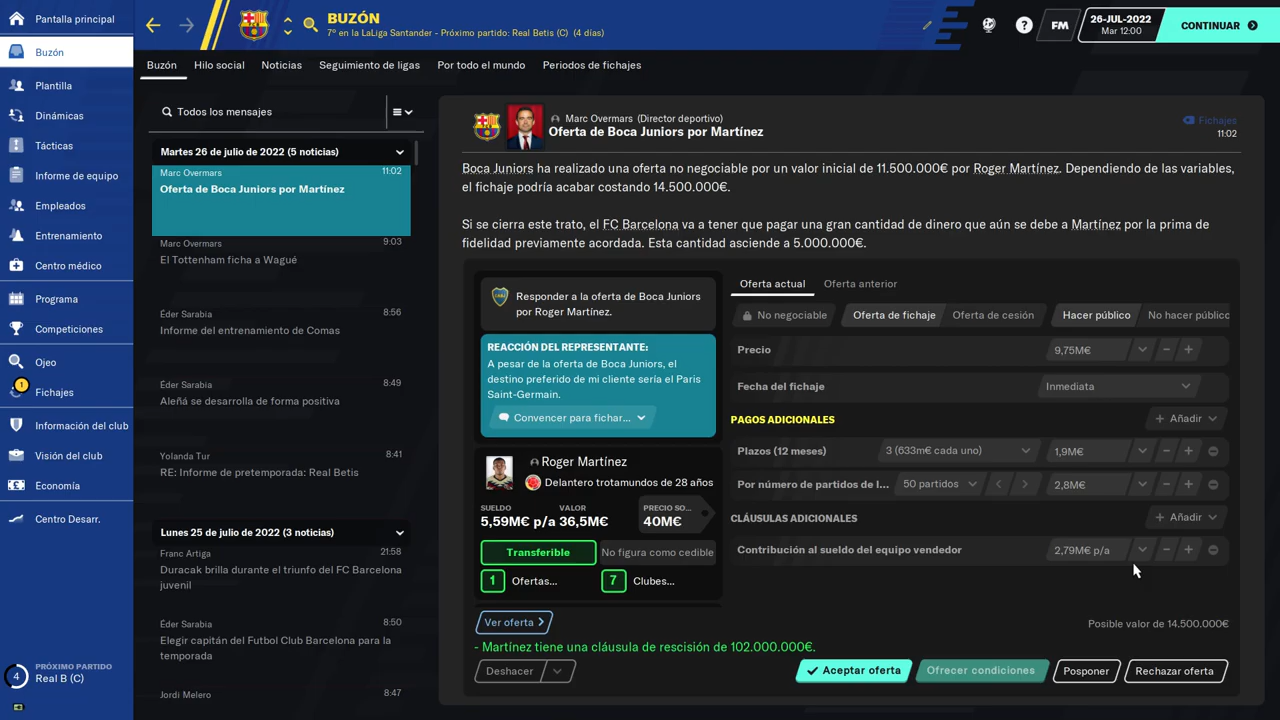 Pantalla principal
Buzón
Plantilla
Dinámicas
Tácticas
Informe de equipo
Empleados
Entrenamiento
Centro médico
Programa
Competiciones
Ojeo
1
Fichajes
Información del club
Visión del club
Economía
Centro Desarr.
4
PRÓXIMO PARTIDO
Real B (C)
BUZÓN
7º en la LaLiga Santander - Próximo partido: Real Betis (C) (4 días)
?
FM
26-JUL-2022
Mar 12:00
CONTINUAR
Buzón
Hilo social
Noticias
Seguimiento de ligas
Por todo el mundo
Periodos de fichajes
Todos los mensajes
Martes 26 de julio de 2022 (5 noticias)
Marc Overmars 11:02
Oferta de Boca Juniors por Martínez
Marc Overmars 9:03
El Tottenham ficha a Wagué
Éder Sarabia 8:56
Informe del entrenamiento de Comas
Éder Sarabia 8:49
Aleñá se desarrolla de forma positiva
Yolanda Tur 8:41
RE: Informe de pretemporada: Real Betis
Lunes 25 de julio de 2022 (3 noticias)
Franc Artiga 21:58
Duracak brilla durante el triunfo del FC Barcelona
juvenil
Éder Sarabia 8:50
Elegir capitán del Futbol Club Barcelona para la
temporada
Jordi Melero 8:47
Marc Overmars (Director deportivo)
Oferta de Boca Juniors por Martínez
Fichajes
11:02
Boca Juniors ha realizado una oferta no negociable por un valor inicial de 11.500.000€ por Roger Martínez. Dependiendo de las variables,
el fichaje podría acabar costando 14.500.000€.
Si se cierra este trato, el FC Barcelona va a tener que pagar una gran cantidad de dinero que aún se debe a Martínez por la prima de
fidelidad previamente acordada. Esta cantidad asciende a 5.000.000€.
Responder a la oferta de Boca Juniors
por Roger Martínez.
REACCIÓN DEL REPRESENTANTE:
A pesar de la oferta de Boca Juniors, el
destino preferido de mi cliente sería el Paris
Saint-Germain.
Convencer para fichar...
Roger Martínez
Delantero trotamundos de 28 años
SUELDO VALOR PRECIO SO...
5,59M€ p/a 36,5M€ 40M€
Transferible
No figura como cedible
1 Ofertas...
7 Clubes...
Oferta actual
Oferta anterior
No negociable
Oferta de fichaje
Oferta de cesión
Hacer público
No hacer público
Precio 9,75M€
Fecha del fichaje Inmediata
PAGOS ADICIONALES
+ Añadir
Plazos (12 meses) 3 (633m€ cada uno) 1,9M€
Por número de partidos de l... 50 partidos 2,8M€
CLÁUSULAS ADICIONALES
+ Añadir
Contribución al sueldo del equipo vendedor 2,79M€ p/a
Ver oferta
Posible valor de 14.500.000€
- Martínez tiene una cláusula de rescisión de 102.000.000€.
Deshacer
Aceptar oferta
Ofrecer condiciones
Posponer
Rechazar oferta